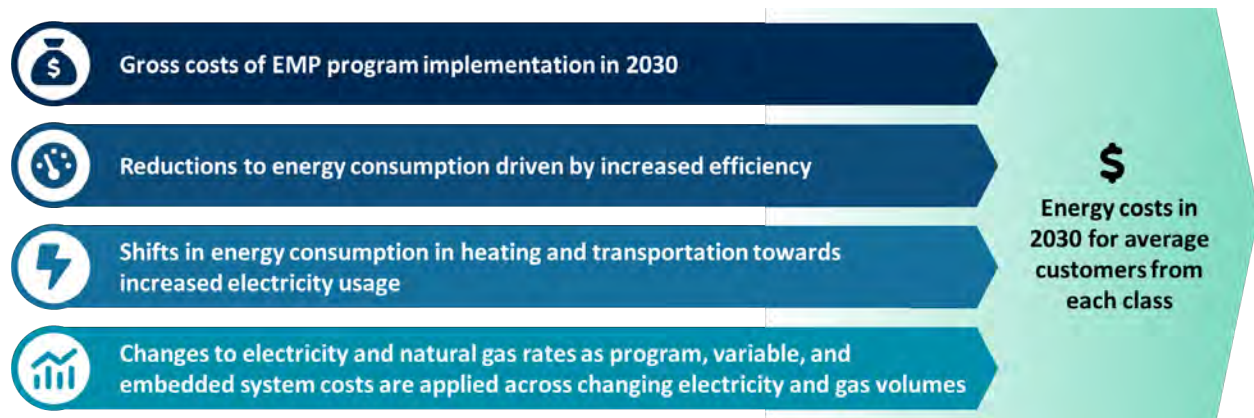 Gross costs of EMP program implementation in 2030
Reductions to energy consumption driven by increased efficiency
Shifts in energy consumption in heating and transportation towards
increased electricity usage
Changes to electricity and natural gas rates as program, variable, and
embedded system costs are applied across changing electricity and gas volumes
$
$
Energy costs in
2030 for average
customers from
each class